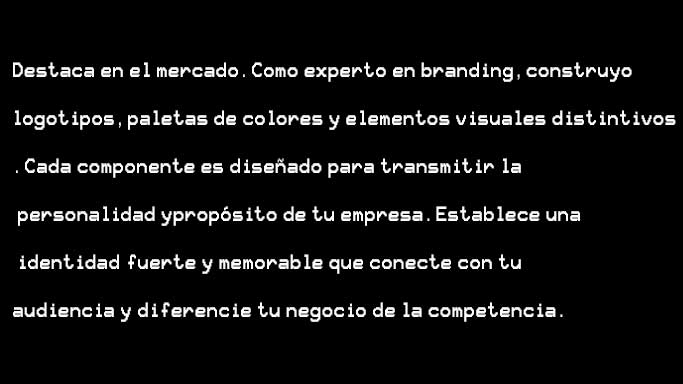 Destaca en el mercado. Como experto en branding, construyo
logotipos, paletas de colores y elementos visuales distintivos
. Cada componente es diseñado para transmitir la
personalidad ypropósito de tu empresa. Establece una
identidad fuerte y memorable que conecte con tu
audiencia y diferencie tu negocio de la competencia.